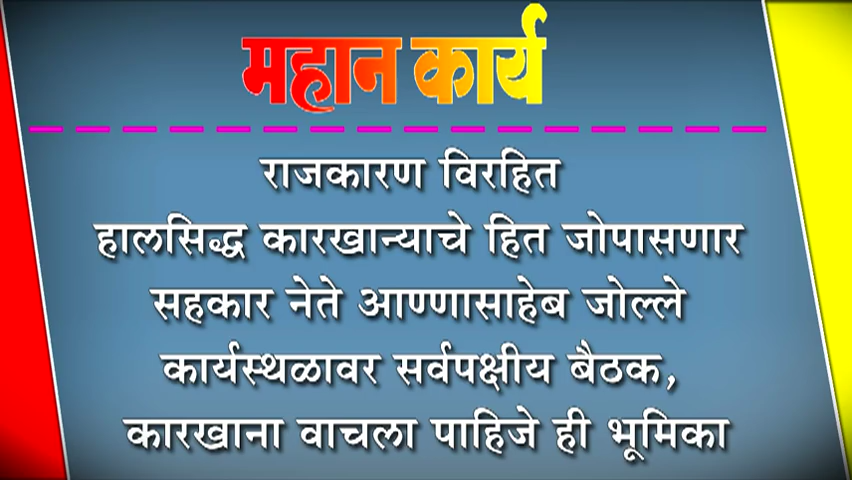 महान कार्य
राजकारण विरहित
हालसिद्ध कारखान्याचे हित जोपासणार
सहकार नेते आण्णासाहेब जोल्ले
कार्यस्थळावर सर्वपक्षीय बैठक,
कारखाना वाचला पाहिजे ही भूमिका